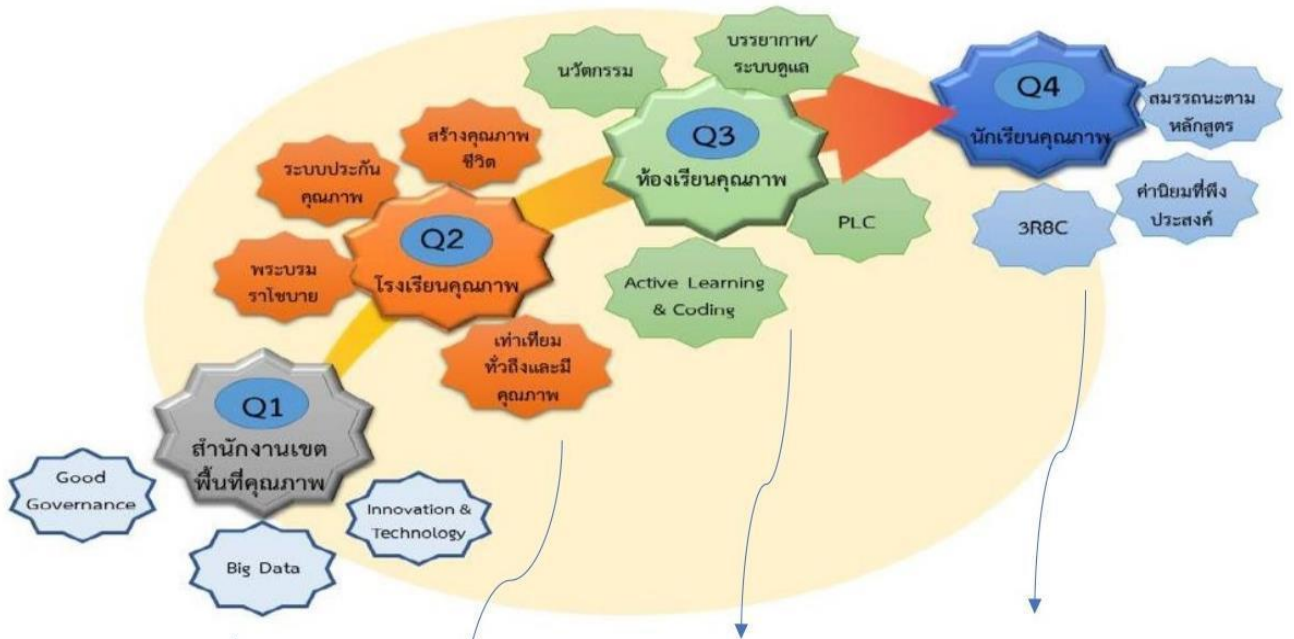 นวัตกรรม
บรรยากาศ/
ระบบดูแล
Q3
ห้องเรียนคุณภาพ
PLC
Active Learning
& Coding
Q4
นักเรียนคุณภาพ
สมรรถนะตาม
หลักสูตร
ค่านิยมที่พึง
ประสงค์
3R8C
สร้างคุณภาพ
ชีวิต
ระบบประกัน
คุณภาพ
Q2
โรงเรียนคุณภาพ
พระบรม
ราโชบาย
เท่าเทียม
ทั่วถึงและมี
คุณภาพ
Q1
สำนักงานเขต
พื้นที่คุณภาพ
Good
Governance
Innovation &
Technology
Big Data